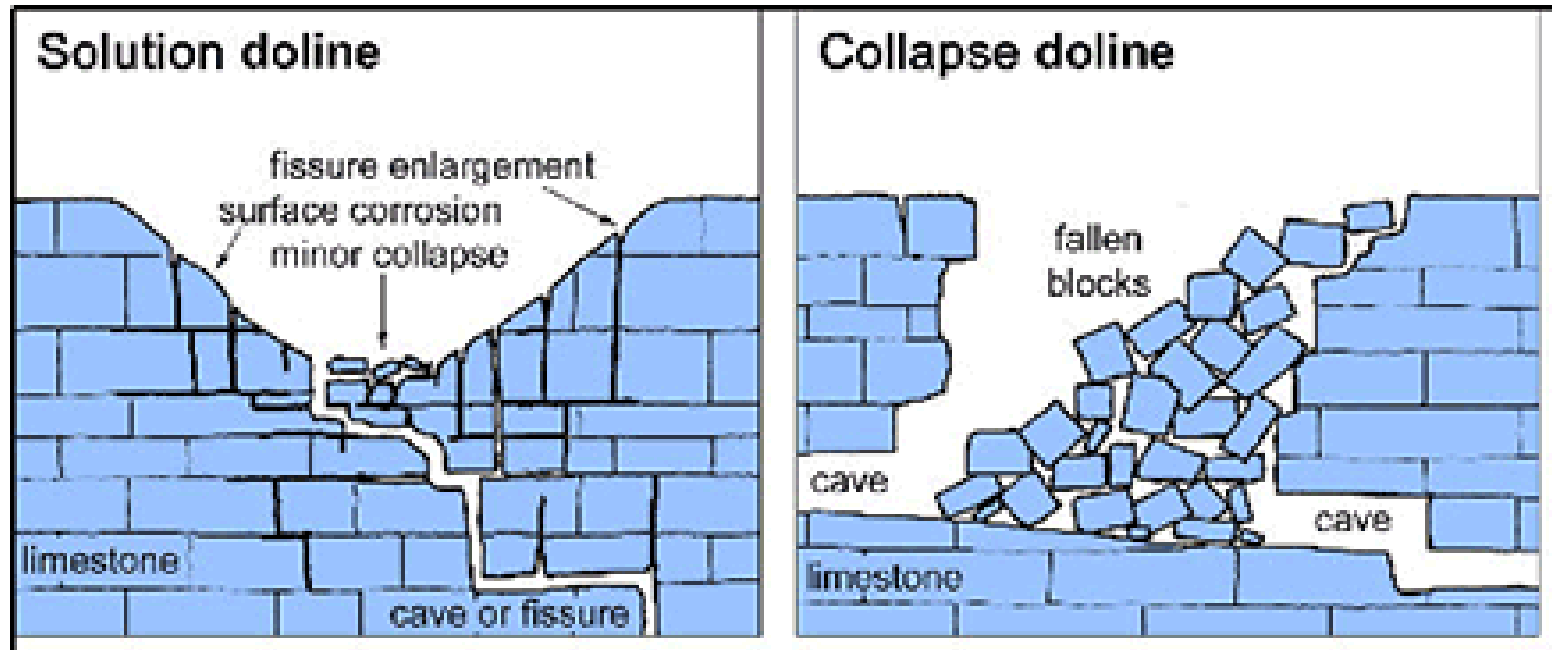 Solution doline
fissure enlargement
surface corrosion
minor collapse
limestone
cave or fissure
Collapse doline
fallen
blocks
cave
cave
limestone